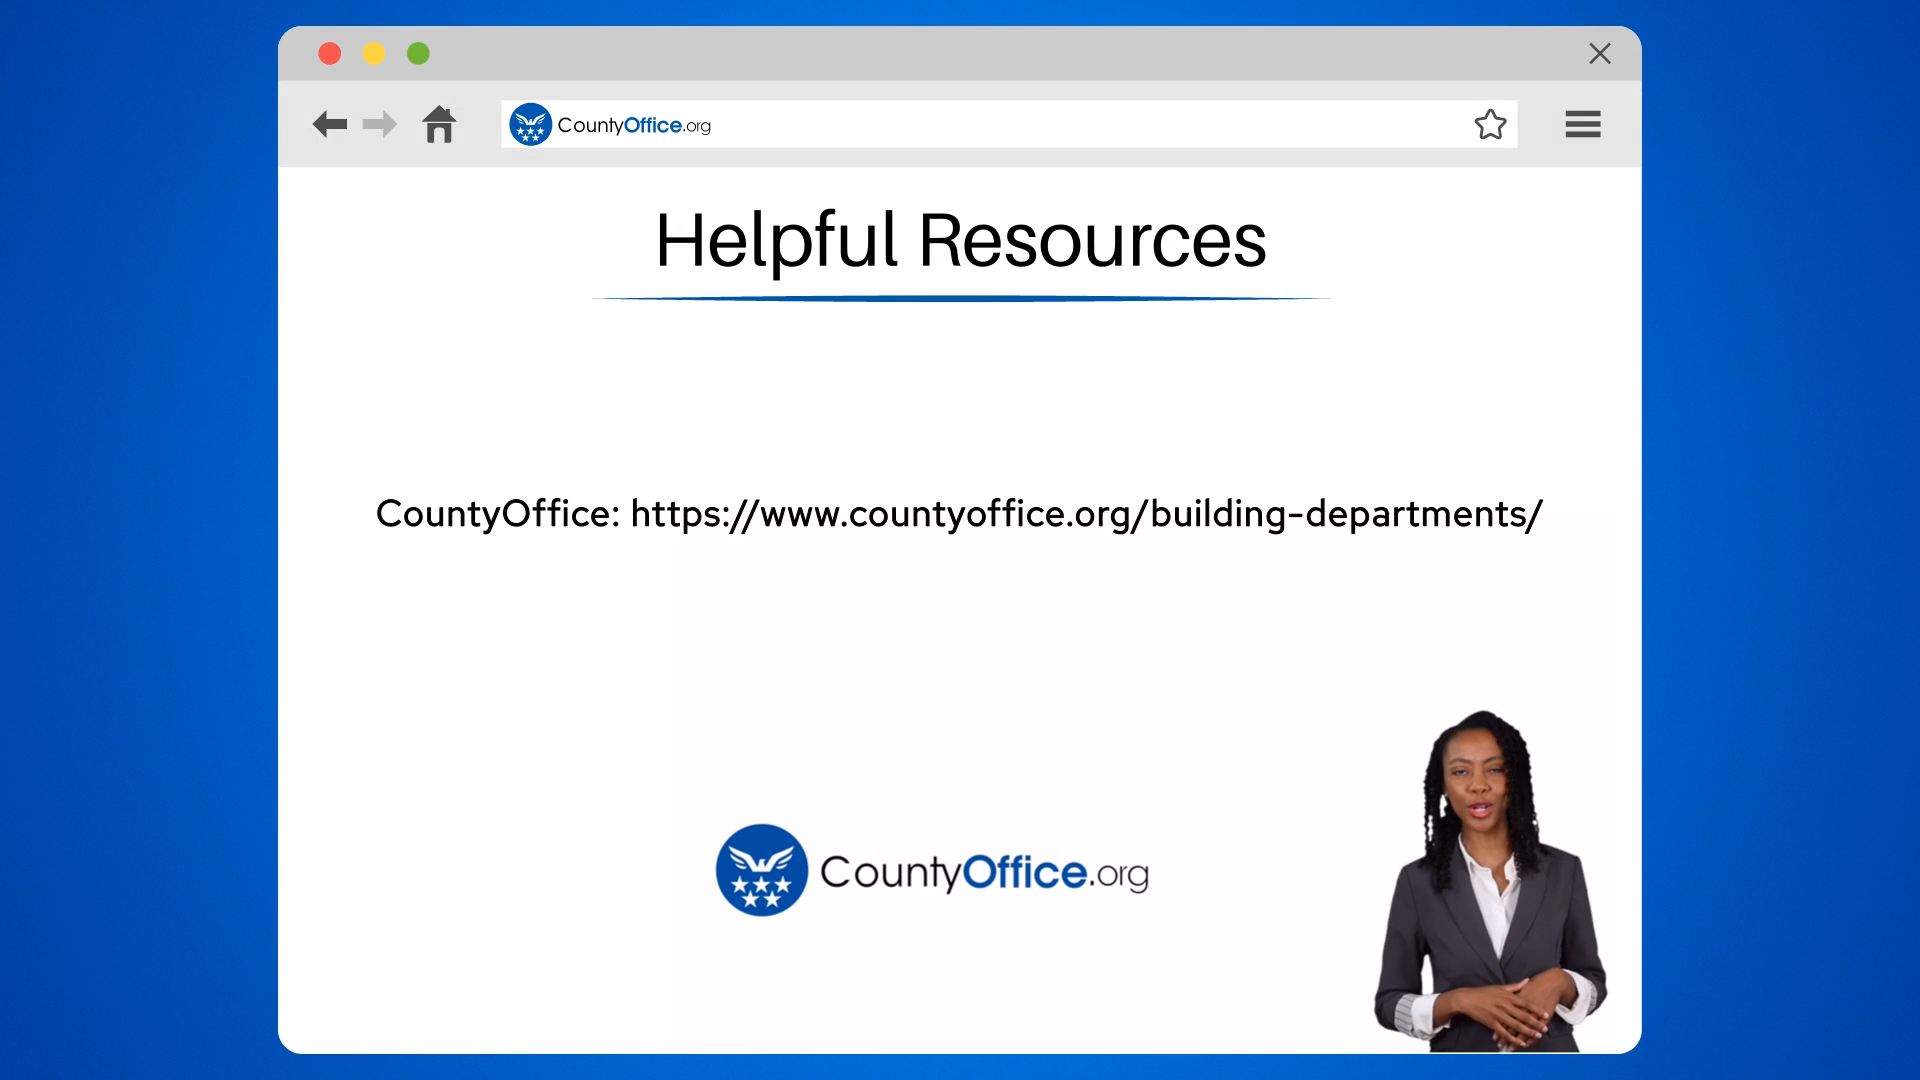 CountyOffice.org
Helpful Resources
CountyOffice: https://www.countyoffice.org/building-departments/
CountyOffice.org